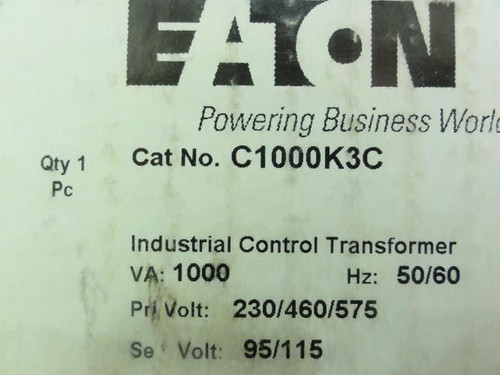 EATON
Powering Business World
Qty 1
Pc
Cat No. C1000K3C
Industrial Control Transformer
VA: 1000 Hz: 50/60
Pri Volt: 230/460/575
Se Volt: 95/115